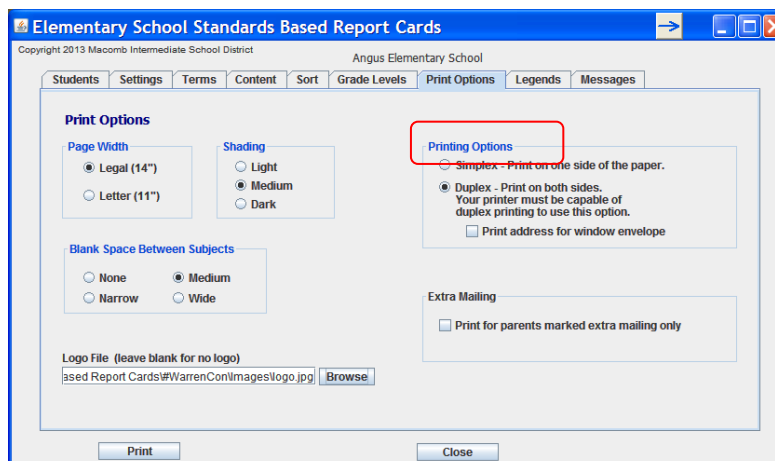 Elementary School Standards Based Report Cards
Copyright 2013 Macomb Intermediate School District
Angus Elementary School
Students Settings Terms Content Sort Grade Levels Print Options Legends Messages
Print Options
Page Width
Legal (14")
Letter (11")
Shading
Light
Medium
Dark
Printing Options
Simplex - Print on one side of the paper.
Duplex - Print on both sides.
Your printer must be capable of
duplex printing to use this option.
Print address for window envelope
Blank Space Between Subjects
None Medium
Narrow Wide
Extra Mailing
Print for parents marked extra mailing only
Logo File (leave blank for no logo)
ased Report Cards\#WarrenCon\Images\logo.jpg Browse
Print Close